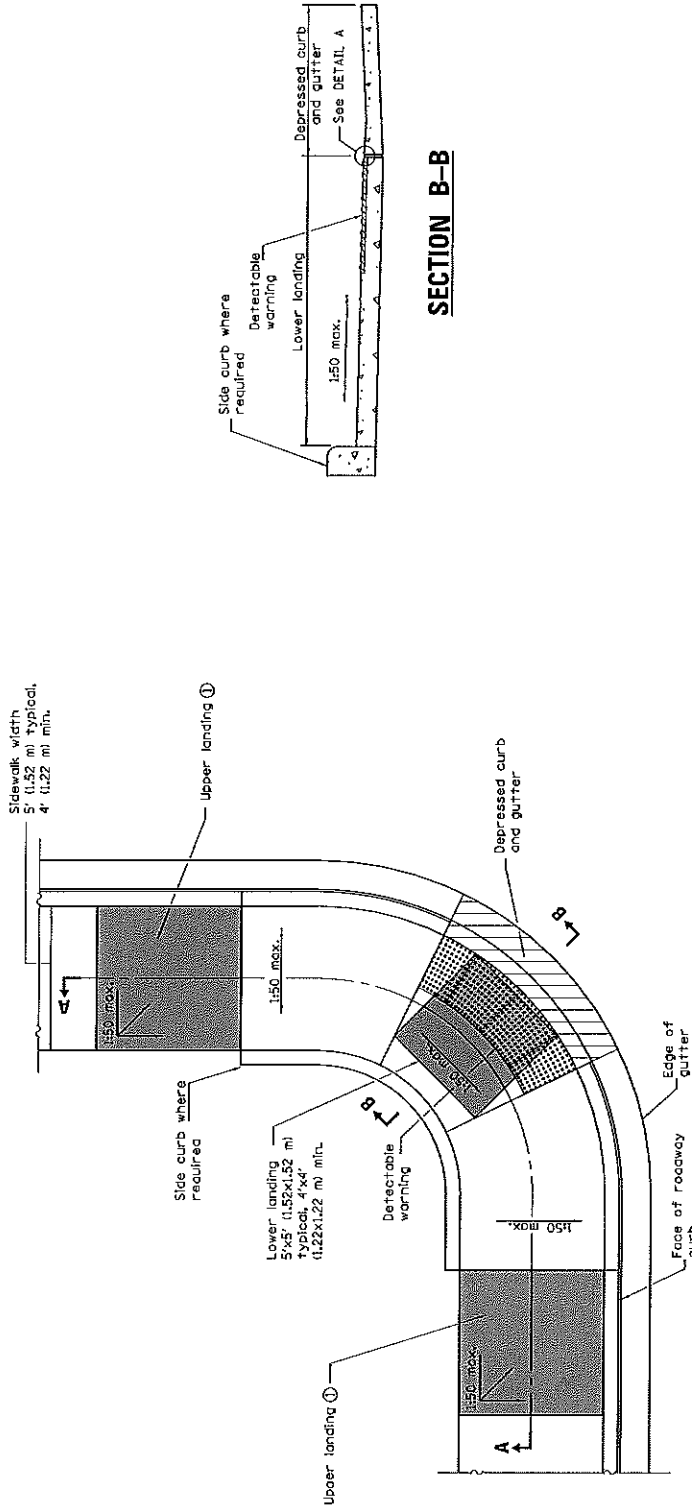 Sidewalk width
5' (1.52 m) typical,
4' (1.22 m) min.
Upper landing ①
A
1:50 max.
1:50 max.
Side curb where
required
Lower landing
5'x5' (1.52x1.52 m)
typical, 4'x4'
(1.22x1.22 m) min.
B
Detectable
warning
1:50 max.
B
Depressed curb
and gutter
Upper landing ①
1:50 max.
1:50 max.
A
Edge of
gutter
Face of roadway
curb
Side curb where
required
Detectable
warning
Lower landing
Depressed curb
and gutter
See DETAIL A
1:50 max.
SECTION B-B